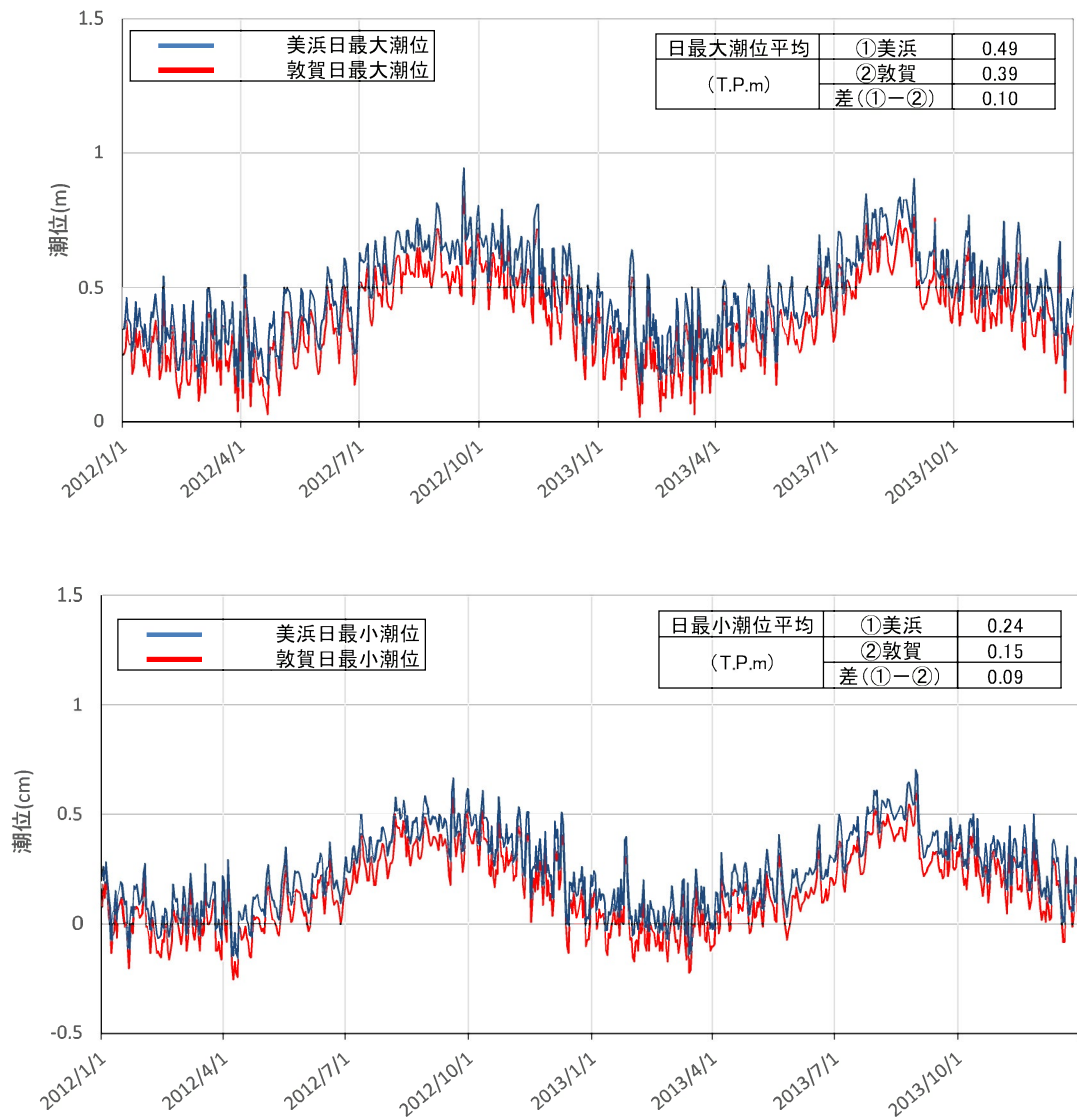 1.5
美浜日最大潮位
敦賀日最大潮位
日最大潮位平均 ①美浜 0.49
(T.P.m) ②敦賀 0.39
差(①-②) 0.10
1
潮位(m)
0.5
0
2012/1/1 2012/4/1 2012/7/1 2012/10/1 2013/1/1 2013/4/1 2013/7/1 2013/10/1
1.5
美浜日最小潮位
敦賀日最小潮位
日最小潮位平均 ①美浜 0.24
(T.P.m) ②敦賀 0.15
差(①-②) 0.09
1
潮位(cm)
0.5
0
-0.5
2012/1/1 2012/4/1 2012/7/1 2012/10/1 2013/1/1 2013/4/1 2013/7/1 2013/10/1